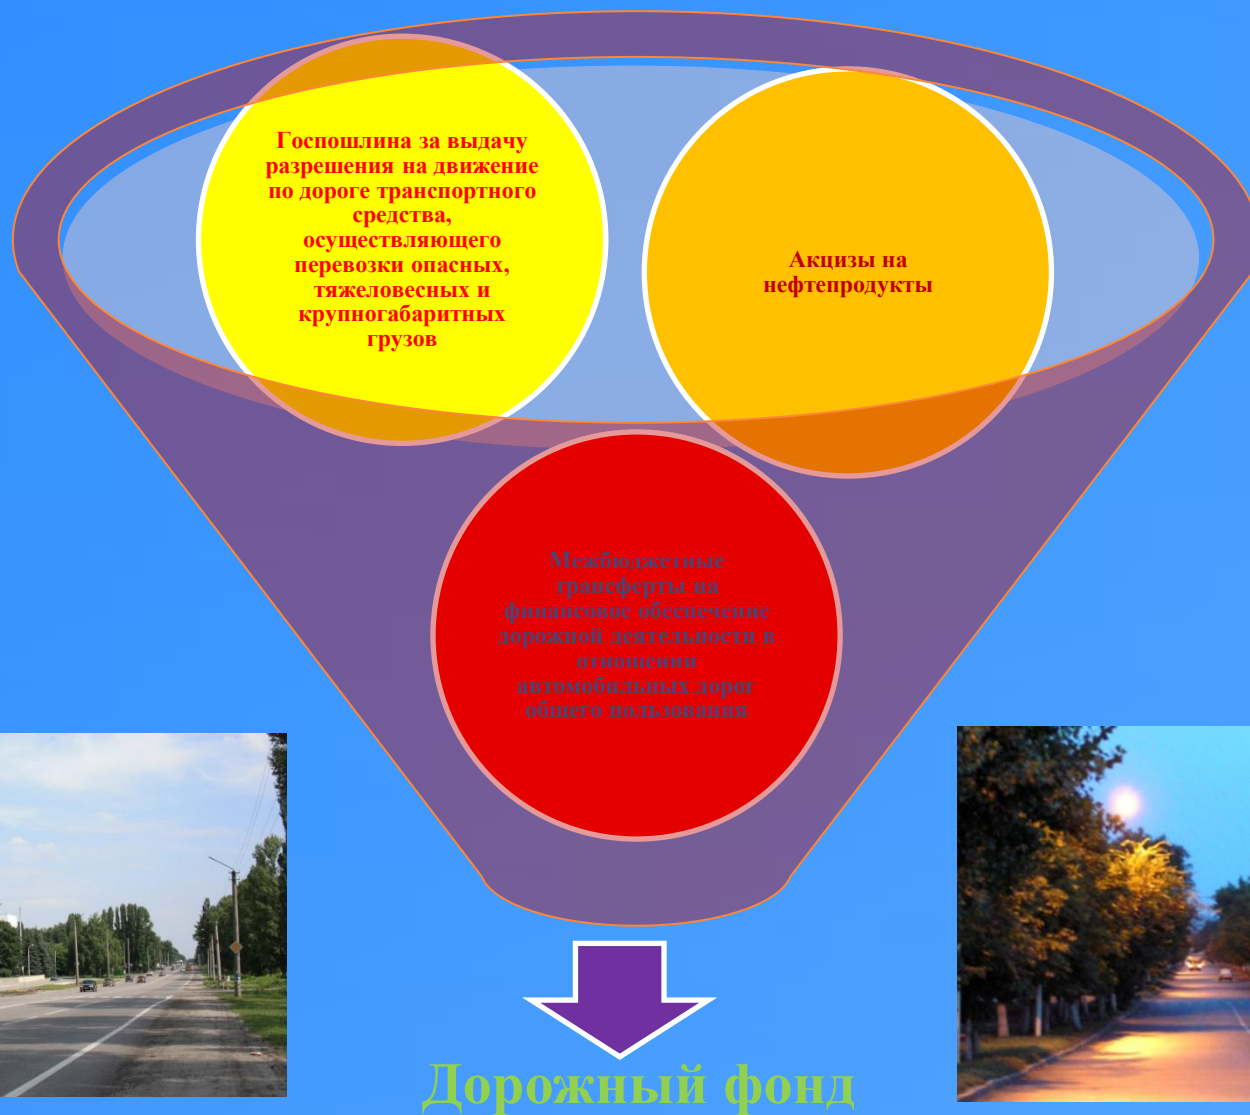 Госпошлина за выдачу
разрешения на движение
по дороге транспортного
средства,
осуществляющего
перевозки опасных,
тяжеловесных и
крупногабаритных
грузов
Акцизы на
нефтепродукты
Межбюджетные
трансферты на
финансовое обеспечение
дорожной деятельности в
отношении
автомобильных дорог
общего пользования
Дорожный фонд